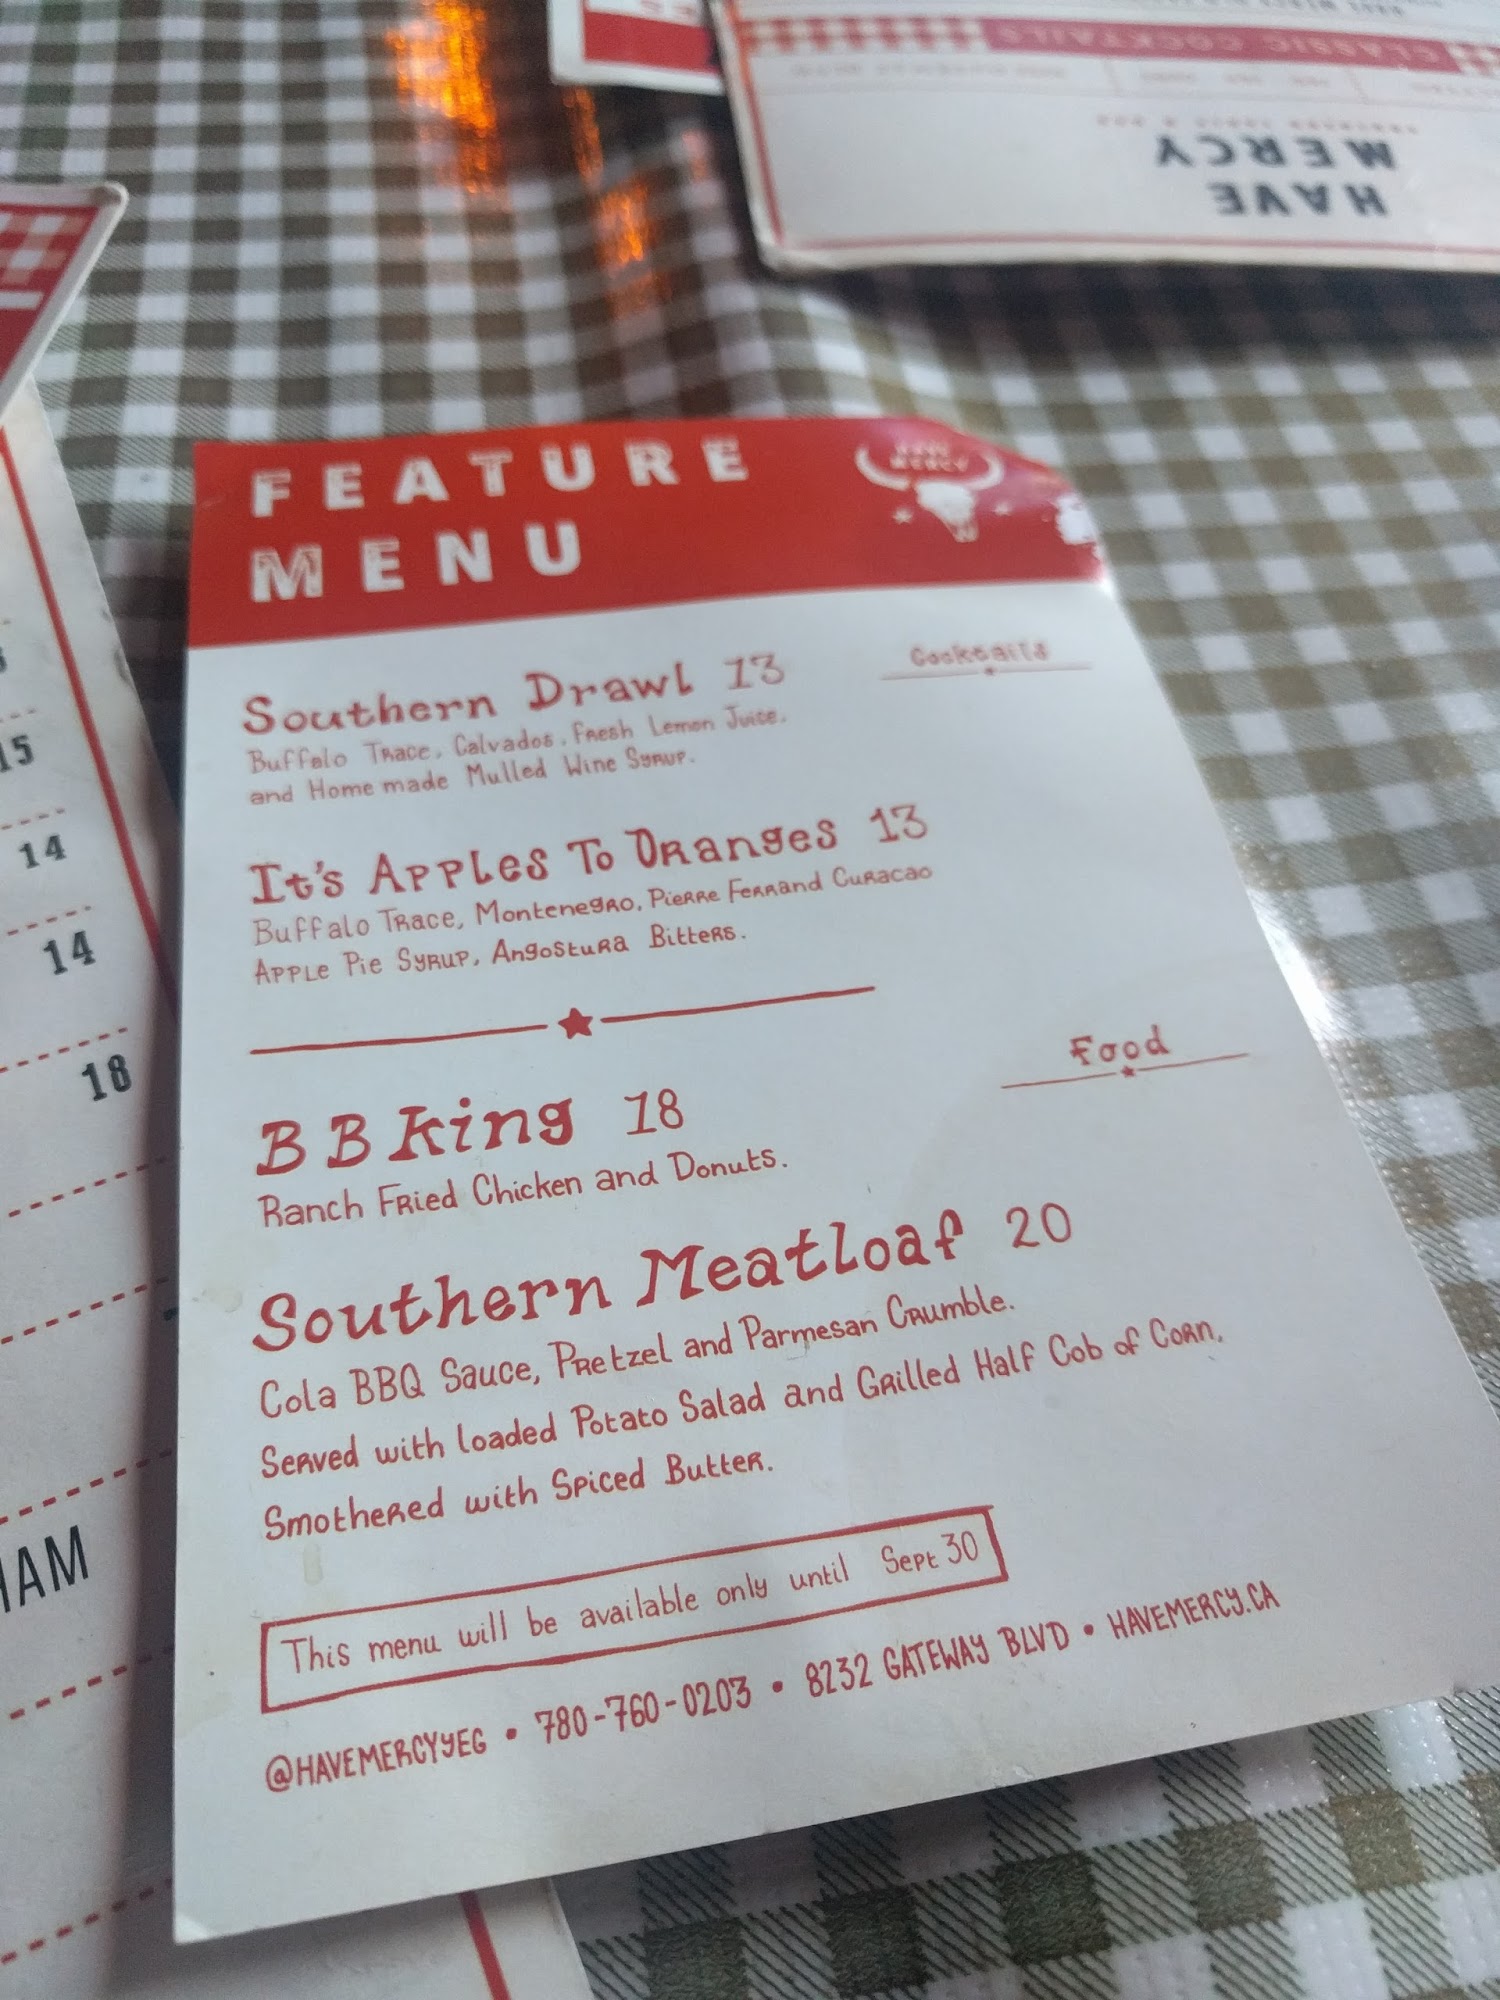 CLASSIC COCKTAILS
HAVE
MERCY
FEATURE
MENU
HAVE
MERCY
Cocktails
Southern Drawl 13
Buffalo Trace, Calvados, Fresh Lemon Juice,
and Homemade Mulled Wine Syrup.
It's Apples To Oranges 13
Buffalo Trace, Montenegro, Pierre Ferrand Curacao
Apple Pie Syrup, Angostura Bitters.
Food
BB King 18
Ranch Fried Chicken and Donuts.
Southern Meatloaf 20
Cola BBQ Sauce, Pretzel and Parmesan Crumble.
Served with loaded Potato Salad and Grilled Half Cob of Corn,
Smothered with Spiced Butter.
This menu will be available only until Sept 30
@HAVEMERCYYEG • 780-760-0203 • 8232 GATEWAY BLVD • HAVEMERCY.CA
15
14
14
18